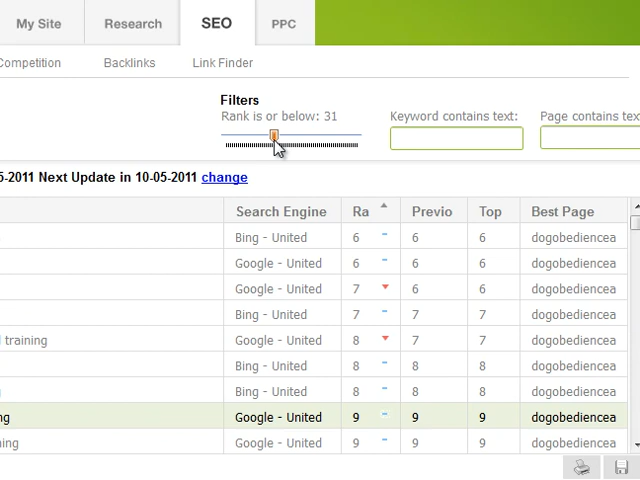 My Site Research SEO PPC
Competition Backlinks Link Finder
Filters
Rank is or below: 31 Keyword contains text: Page contains tex
5-2011 Next Update in 10-05-2011 change
Search Engine Ra Previo Top Best Page
Bing - United 6 6 6 dogobediencea
Google - United 6 6 6 dogobediencea
Google - United 7 6 6 dogobediencea
Bing - United 7 7 7 dogobediencea
training Google - United 8 7 7 dogobediencea
Bing - United 8 8 8 dogobediencea
Bing - United 8 8 8 dogobediencea
ng Google - United 9 9 9 dogobediencea
ning Google - United 9 9 9 dogobediencea